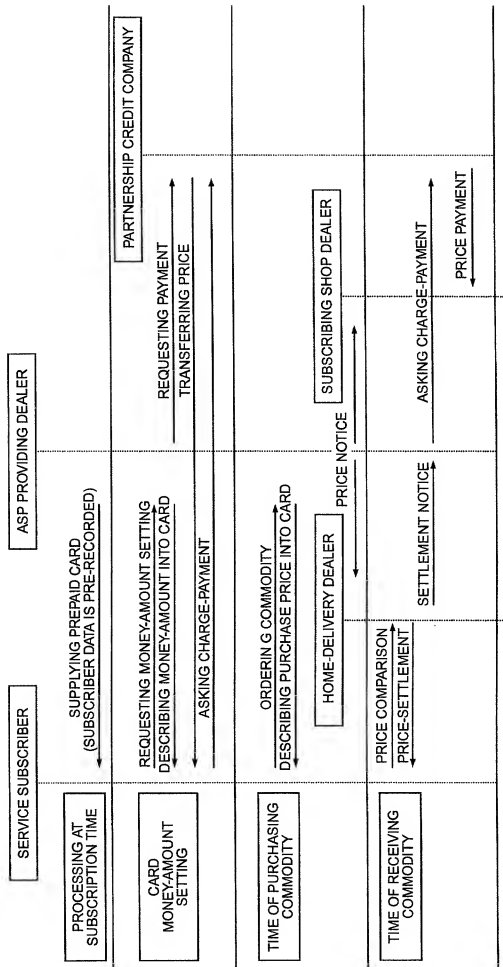 SERVICE SUBSCRIBER
ASP PROVIDING DEALER
PARTNERSHIP CREDIT COMPANY
PROCESSING AT
SUBSCRIPTION TIME
SUPPLYING PREPAID CARD
(SUBSCRIBER DATA IS PRE-RECORDED)
CARD
MONEY-AMOUNT
SETTING
REQUESTING MONEY-AMOUNT SETTING
DESCRIBING MONEY-AMOUNT INTO CARD
REQUESTING PAYMENT
TRANSFERRING PRICE
ASKING CHARGE-PAYMENT
TIME OF PURCHASING
COMMODITY
ORDERIN G COMMODITY
DESCRIBING PURCHASE PRICE INTO CARD
HOME-DELIVERY DEALER
SUBSCRIBING SHOP DEALER
PRICE NOTICE
TIME OF RECEIVING
COMMODITY
PRICE COMPARISON
PRICE-SETTLEMENT
SETTLEMENT NOTICE
ASKING CHARGE-PAYMENT
PRICE PAYMENT